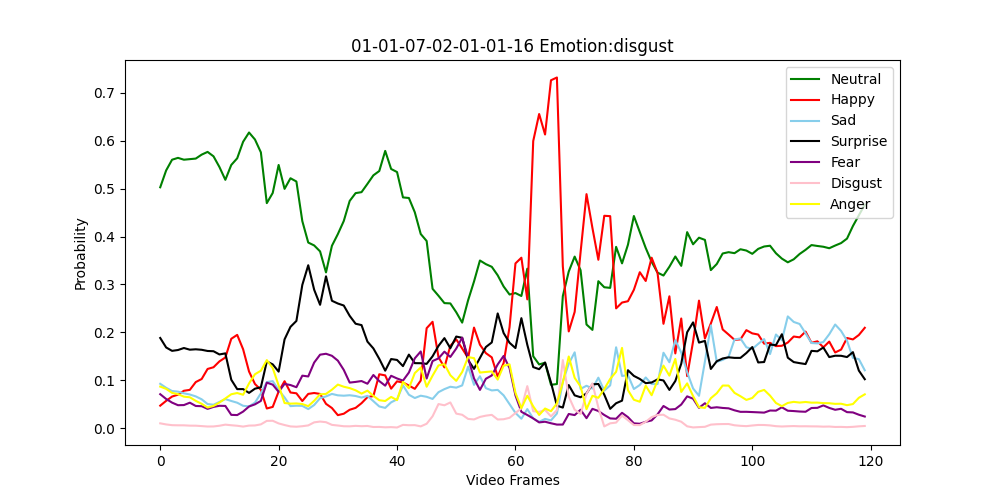 01-01-07-02-01-01-16 Emotion:disgust
Probability
0.7
0.6
0.5
0.4
0.3
0.2
0.1
0.0
Neutral
Happy
Sad
Surprise
Fear
Disgust
Anger
0 20 40 60 80 100 120
Video Frames